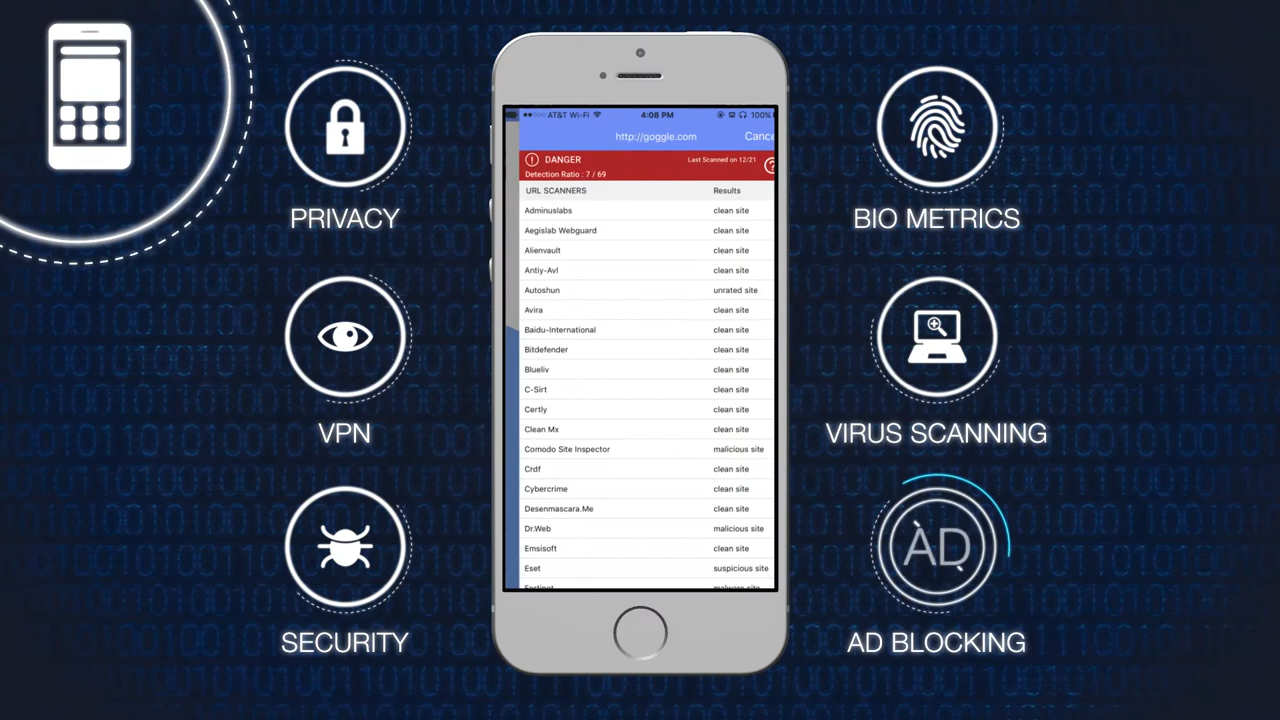 PRIVACY
VPN
SECURITY
AT&T Wi-Fi 4:08 PM 100%
http://goggle.com Cance
DANGER Last Scanned on 12/21
Detection Ratio : 7 / 69
URL SCANNERS Results
Adminuslabs clean site
Aegislab Webguard clean site
Alienvault clean site
Antiy-Avl clean site
Autoshun unrated site
Avira clean site
Baidu-International clean site
Bitdefender clean site
Blueliv clean site
C-Sirt clean site
Certly clean site
Clean Mx clean site
Comodo Site Inspector malicious site
Crdf clean site
Cybercrime clean site
Desenmascara.Me clean site
Dr.Web malicious site
Emsisoft clean site
Eset suspicious site
Fortinet malware site
BIO METRICS
VIRUS SCANNING
AD
AD BLOCKING